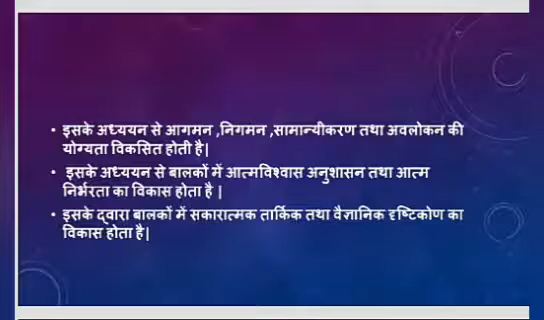 • इसके अध्ययन से आगमन ,निगमन ,सामान्यीकरण तथा अवलोकन की
योग्यता विकसित होती है|
• इसके अध्ययन से बालकों में आत्मविश्वास अनुशासन तथा आत्म
निर्भरता का विकास होता है |
• इसके द्वारा बालकों में सकारात्मक तार्किक तथा वैज्ञानिक दृष्टिकोण का
विकास होता है|